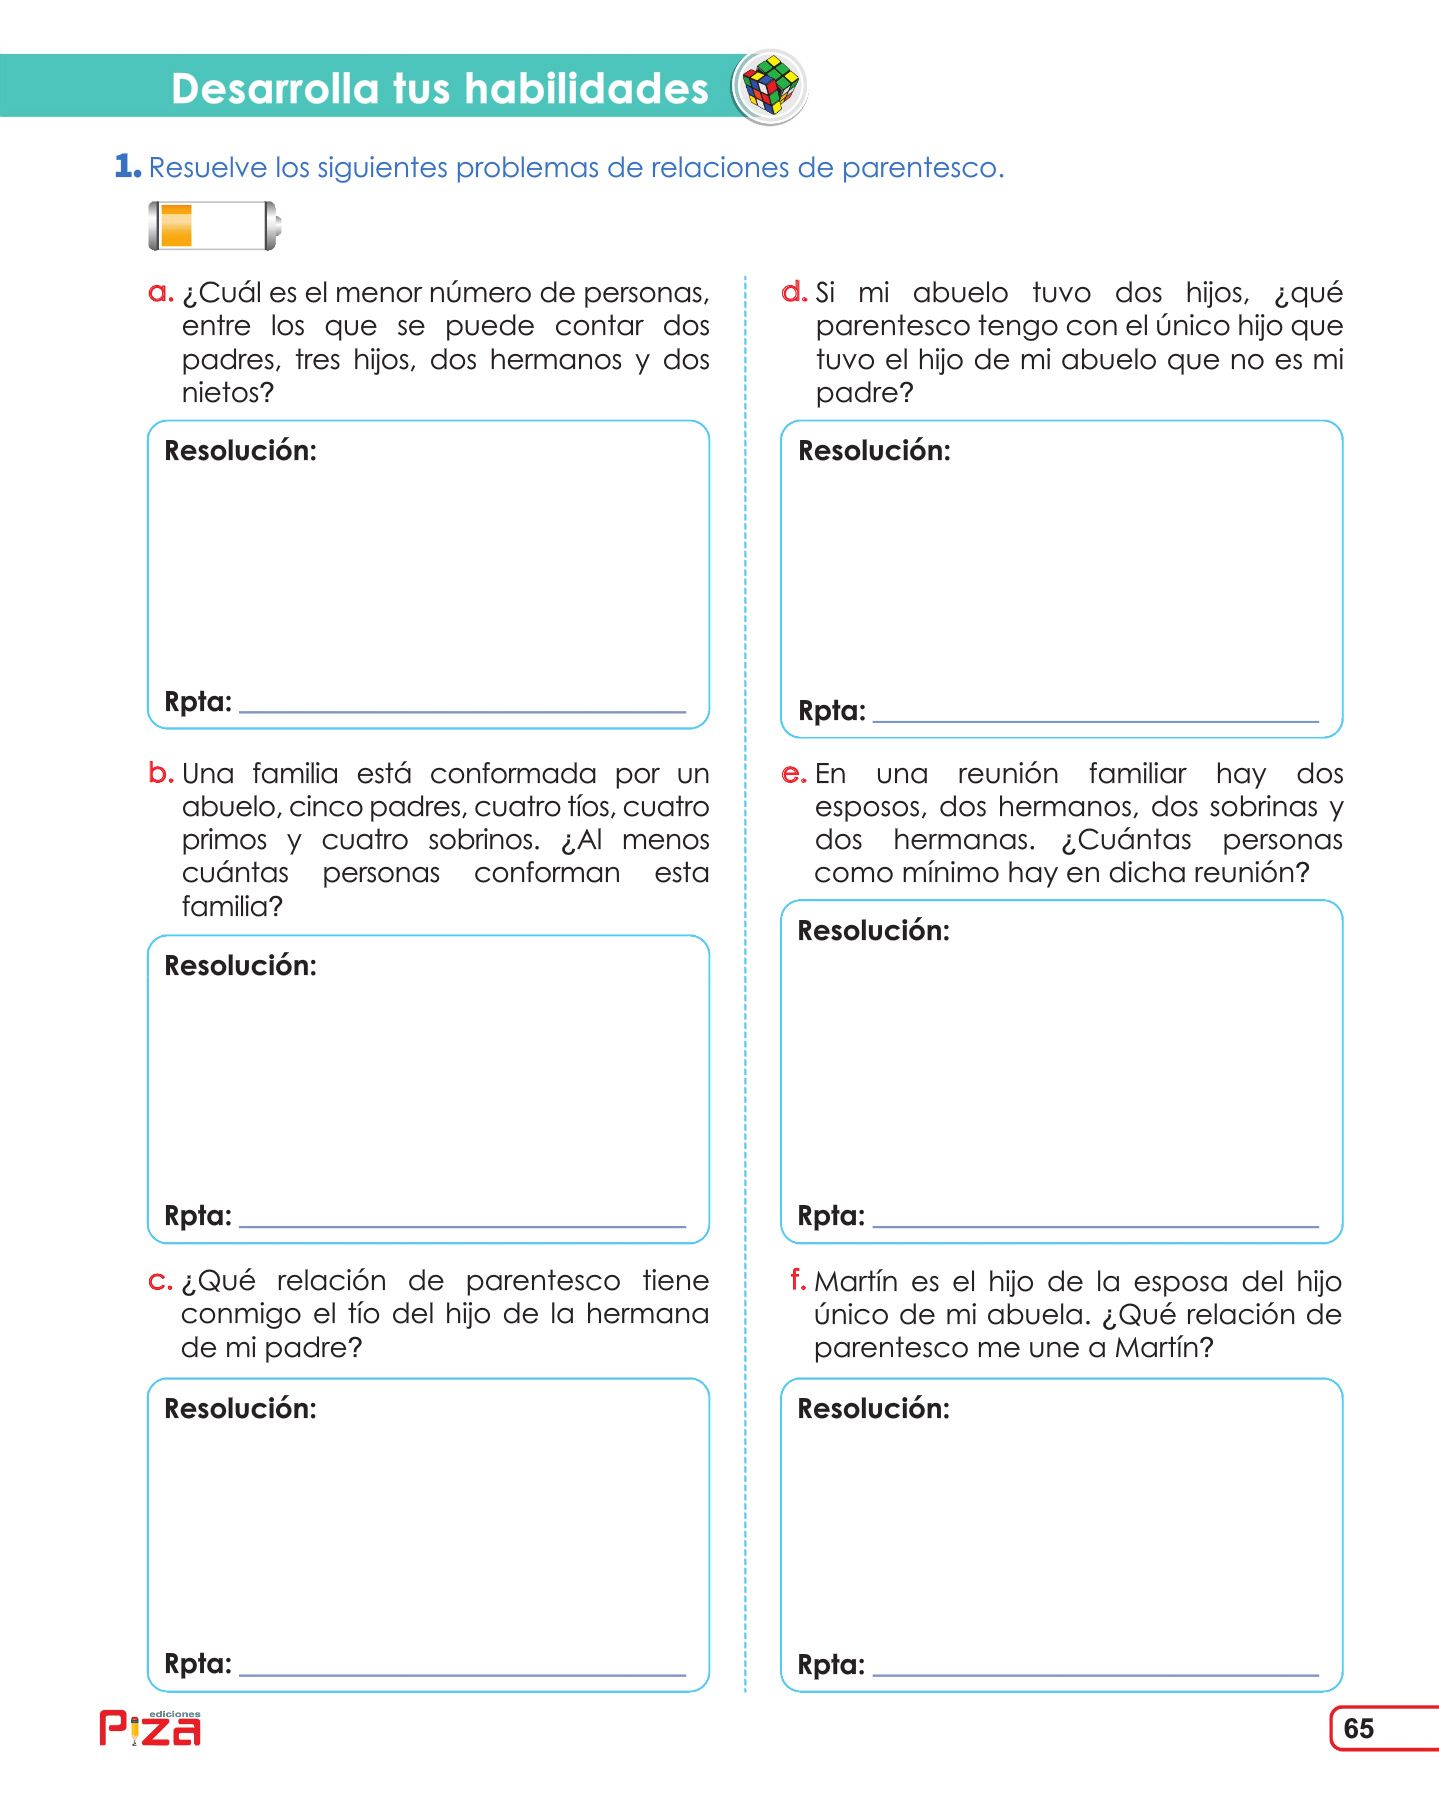 Desarrolla tus habilidades
1. Resuelve los siguientes problemas de relaciones de parentesco.
a. ¿Cuál es el menor número de personas,
entre los que se puede contar dos
padres, tres hijos, dos hermanos y dos
nietos?
Resolución:
Rpta:
b. Una familia está conformada por un
abuelo, cinco padres, cuatro tíos, cuatro
primos y cuatro sobrinos. ¿Al menos
cuántas personas conforman esta
familia?
Resolución:
Rpta:
c. ¿Qué relación de parentesco tiene
conmigo el tío del hijo de la hermana
de mi padre?
Resolución:
Rpta:
d. Si mi abuelo tuvo dos hijos, ¿qué
parentesco tengo con el único hijo que
tuvo el hijo de mi abuelo que no es mi
padre?
Resolución:
Rpta:
e. En una reunión familiar hay dos
esposos, dos hermanos, dos sobrinas y
dos hermanas. ¿Cuántas personas
como mínimo hay en dicha reunión?
Resolución:
Rpta:
f. Martín es el hijo de la esposa del hijo
único de mi abuela. ¿Qué relación de
parentesco me une a Martín?
Resolución:
Rpta:
ediciones
Piza
65